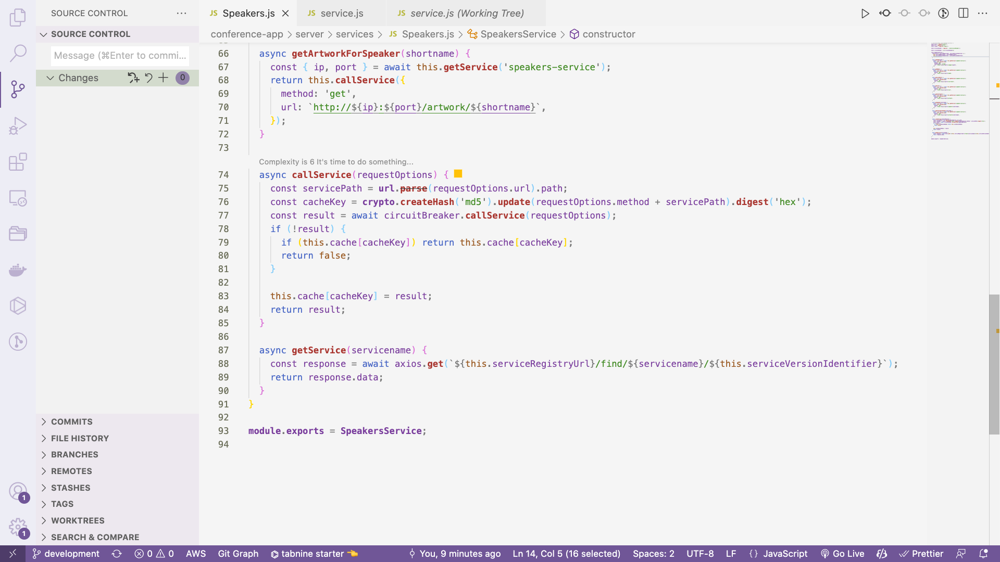 SOURCE CONTROL
Speakers.js
service.js
service.js (Working Tree)
SOURCE CONTROL
Message (⌘Enter to commi...
Changes
0
conference-app > server > services > JS Speakers.js > SpeakersService > constructor
66 async getArtworkForSpeaker(shortname) {
67 const { ip, port } = await this.getService('speakers-service');
68 return this.callService({
69 method: 'get',
70 url: `http://${ip}:${port}/artwork/${shortname}`,
71 });
72 }
73
Complexity is 6 It's time to do something...
74 async callService(requestOptions) {
75 const servicePath = url.parse(requestOptions.url).path;
76 const cacheKey = crypto.createHash('md5').update(requestOptions.method + servicePath).digest('hex');
77 const result = await circuitBreaker.callService(requestOptions);
78 if (!result) {
79 if (this.cache[cacheKey]) return this.cache[cacheKey];
80 return false;
81 }
82
83 this.cache[cacheKey] = result;
84 return result;
85 }
86
87 async getService(servicename) {
88 const response = await axios.get(`${this.serviceRegistryUrl}/find/${servicename}/${this.serviceVersionIdentifier}`);
89 return response.data;
90 }
91 }
92
93 module.exports = SpeakersService;
94
COMMITS
FILE HISTORY
BRANCHES
REMOTES
STASHES
TAGS
WORKTREES
SEARCH & COMPARE
1
1
development
0
0
AWS
Git Graph
tabnine starter
You, 9 minutes ago
Ln 14, Col 5 (16 selected)
Spaces: 2
UTF-8
LF
{} JavaScript
Go Live
Prettier